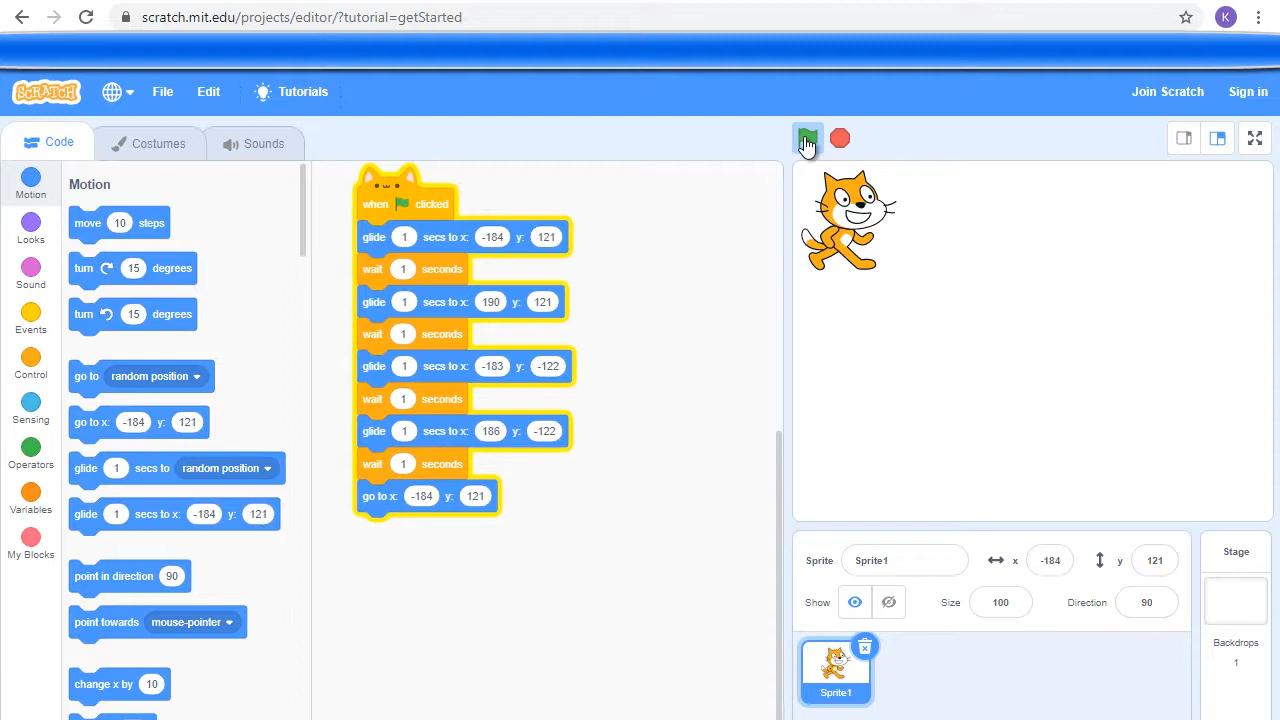 scratch.mit.edu/projects/editor/?tutorial=getStarted
K
SCRATCH
File
Edit
Tutorials
Join Scratch
Sign in
Code
Costumes
Sounds
Motion
Looks
Sound
Events
Control
Sensing
Operators
Variables
My Blocks
Motion
move 10 steps
turn 15 degrees
turn 15 degrees
go to random position
go to x: -184 y: 121
glide 1 secs to random position
glide 1 secs to x: -184 y: 121
point in direction 90
point towards mouse-pointer
change x by 10
when clicked
glide 1 secs to x: -184 y: 121
wait 1 seconds
glide 1 secs to x: 190 y: 121
wait 1 seconds
glide 1 secs to x: -183 y: -122
wait 1 seconds
glide 1 secs to x: 186 y: -122
wait 1 seconds
go to x: -184 y: 121
Sprite Sprite1 x -184 y 121
Show Size 100 Direction 90
Sprite1
Stage
Backdrops
1